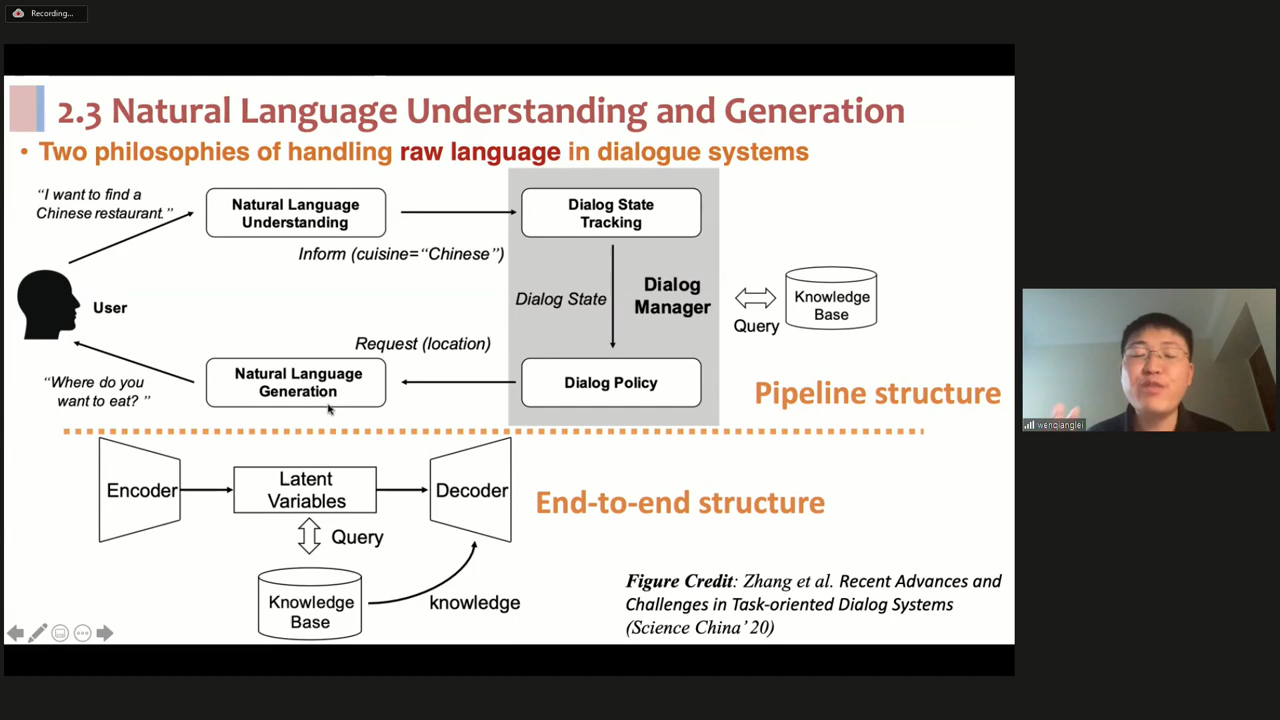 Recording...
2.3 Natural Language Understanding and Generation
• Two philosophies of handling raw language in dialogue systems
“I want to find a
Chinese restaurant.”
Natural Language
Understanding
Dialog State
Tracking
Inform (cuisine=“Chinese”)
User
Dialog State
Dialog
Manager
Knowledge
Base
Query
Request (location)
“Where do you
want to eat? ”
Natural Language
Generation
Dialog Policy
Pipeline structure
Encoder
Latent
Variables
Decoder
End-to-end structure
Query
Knowledge
Base
knowledge
Figure Credit: Zhang et al. Recent Advances and
Challenges in Task-oriented Dialog Systems
(Science China’ 20)
wenqianglei